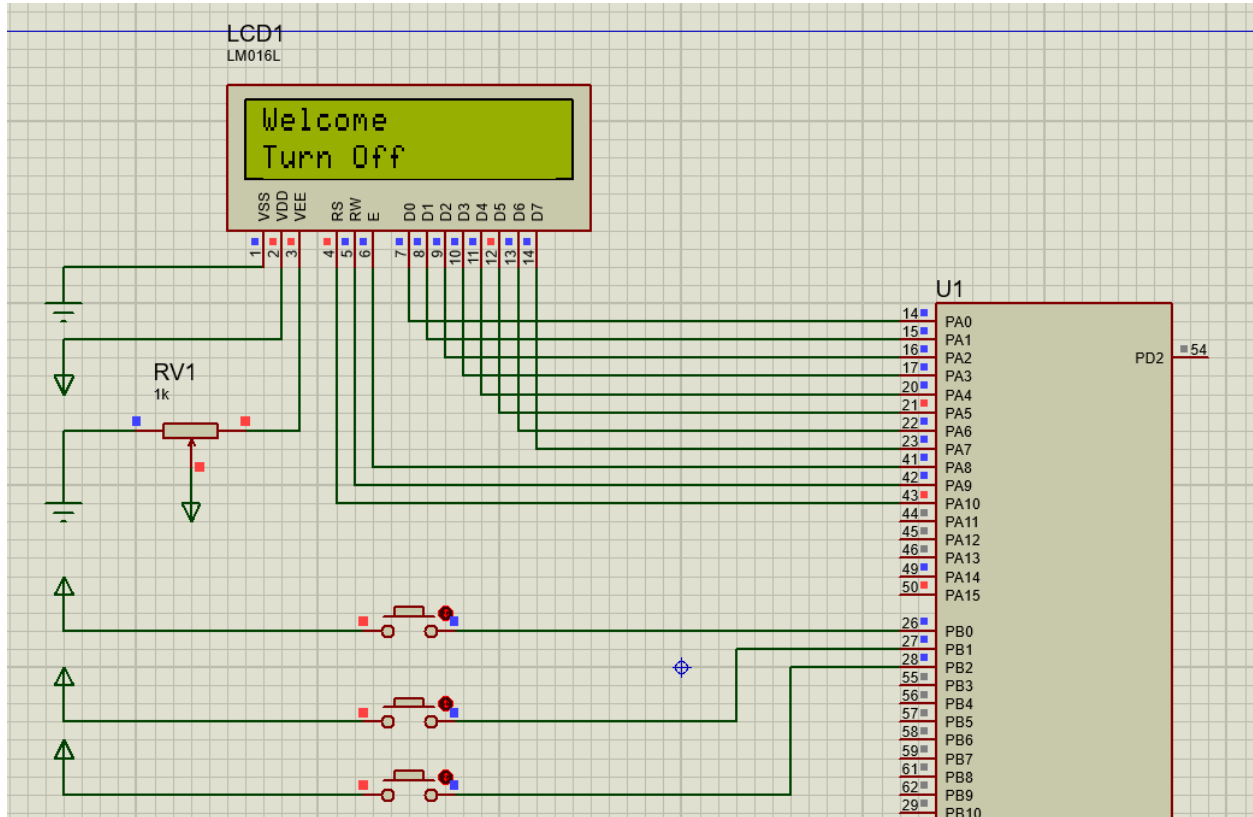 LCD1
LM016L
Welcome
Turn Off
VSS
VDD
VEE
RS
RW
E
D0
D1
D2
D3
D4
D5
D6
D7
1
2
3
4
5
6
7
8
9
10
11
12
13
14
U1
RV1
1k
14 PA0
15 PA1
16 PA2
PD2 54
17 PA3
20 PA4
21 PA5
22 PA6
23 PA7
41 PA8
42 PA9
43 PA10
44 PA11
45 PA12
46 PA13
49 PA14
50 PA15
26 PB0
27 PB1
28 PB2
55 PB3
56 PB4
57 PB5
58 PB6
59 PB7
61 PB8
62 PB9
29 PB10